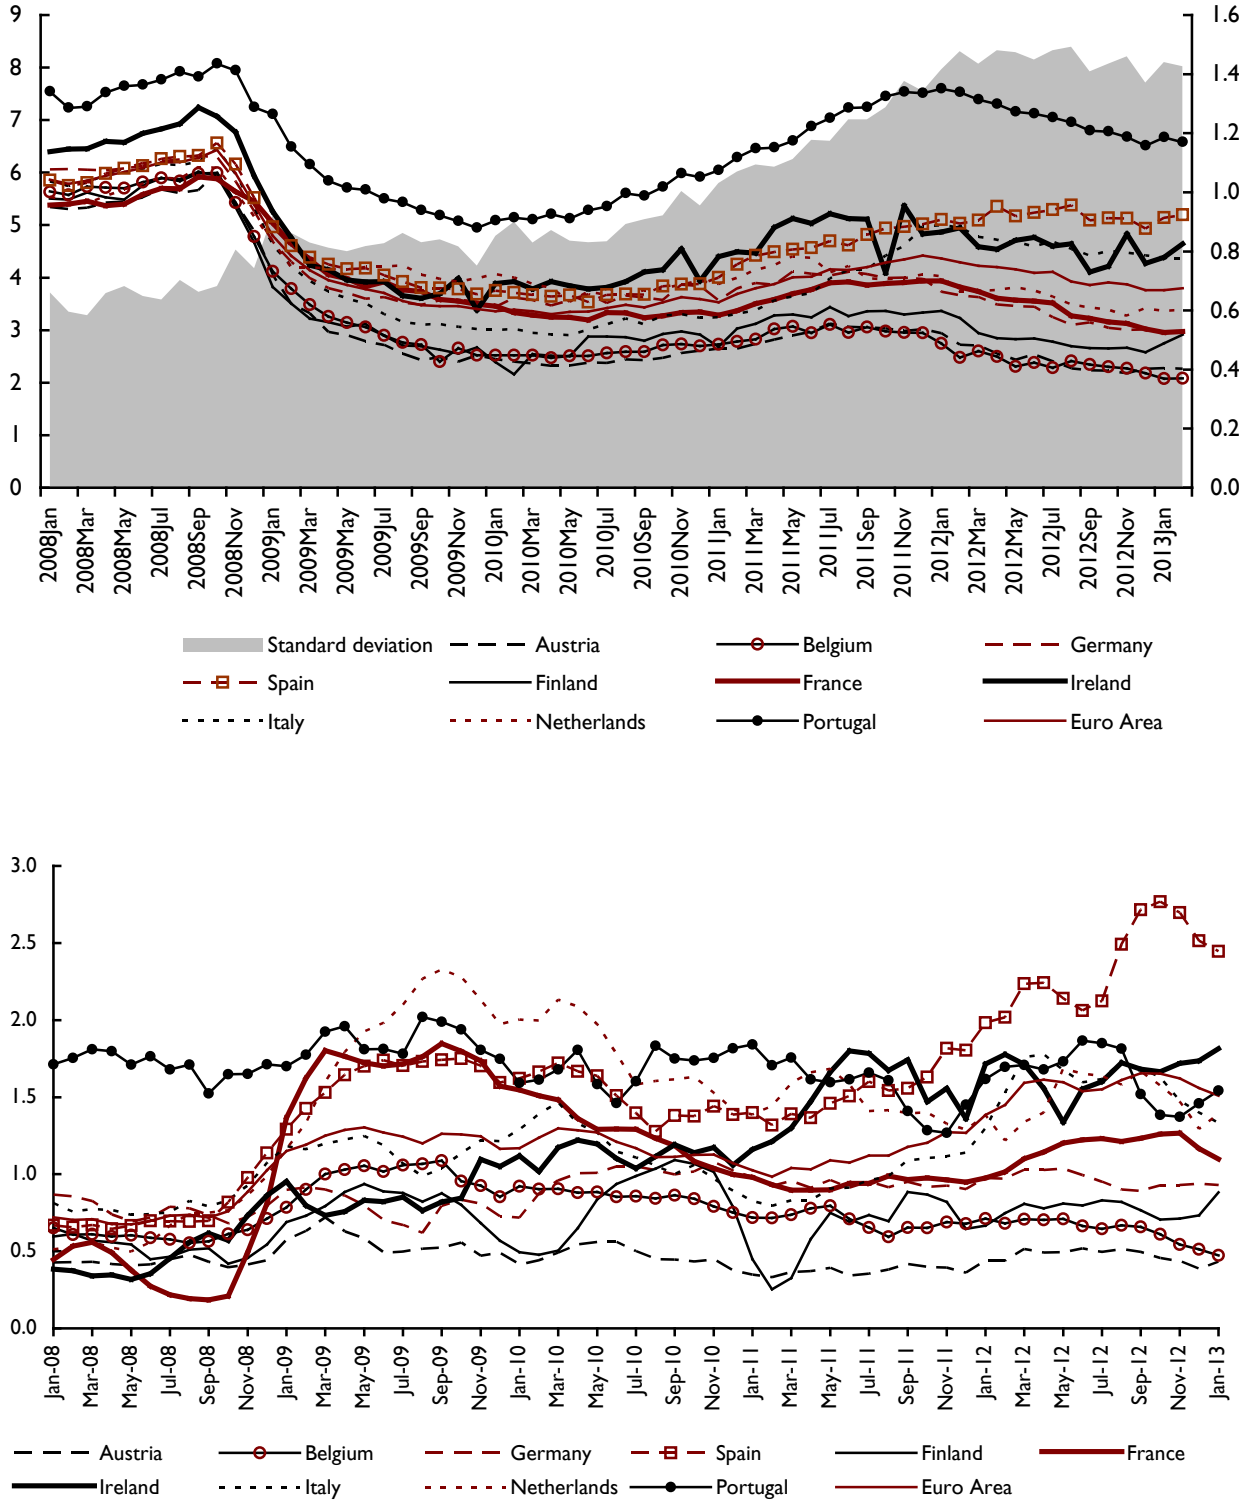 9
8
7
6
5
4
3
2
1
0
1.6
1.4
1.2
1.0
0.8
0.6
0.4
0.2
0.0
2008Jan
2008Mar
2008May
2008Jul
2008Sep
2008Nov
2009Jan
2009Mar
2009May
2009Jul
2009Sep
2009Nov
2010Jan
2010Mar
2010May
2010Jul
2010Sep
2010Nov
2011Jan
2011Mar
2011May
2011Jul
2011Sep
2011Nov
2012Jan
2012Mar
2012May
2012Jul
2012Sep
2012Nov
2013Jan
Standard deviation Austria Belgium Germany
Spain Finland France Ireland
Italy Netherlands Portugal Euro Area
3.0
2.5
2.0
1.5
1.0
0.5
0.0
Jan-08
Mar-08
May-08
Jul-08
Sep-08
Nov-08
Jan-09
Mar-09
May-09
Jul-09
Sep-09
Nov-09
Jan-10
Mar-10
May-10
Jul-10
Sep-10
Nov-10
Jan-11
Mar-11
May-11
Jul-11
Sep-11
Nov-11
Jan-12
Mar-12
May-12
Jul-12
Sep-12
Nov-12
Jan-13
Austria Belgium Germany Spain Finland France
Ireland Italy Netherlands Portugal Euro Area